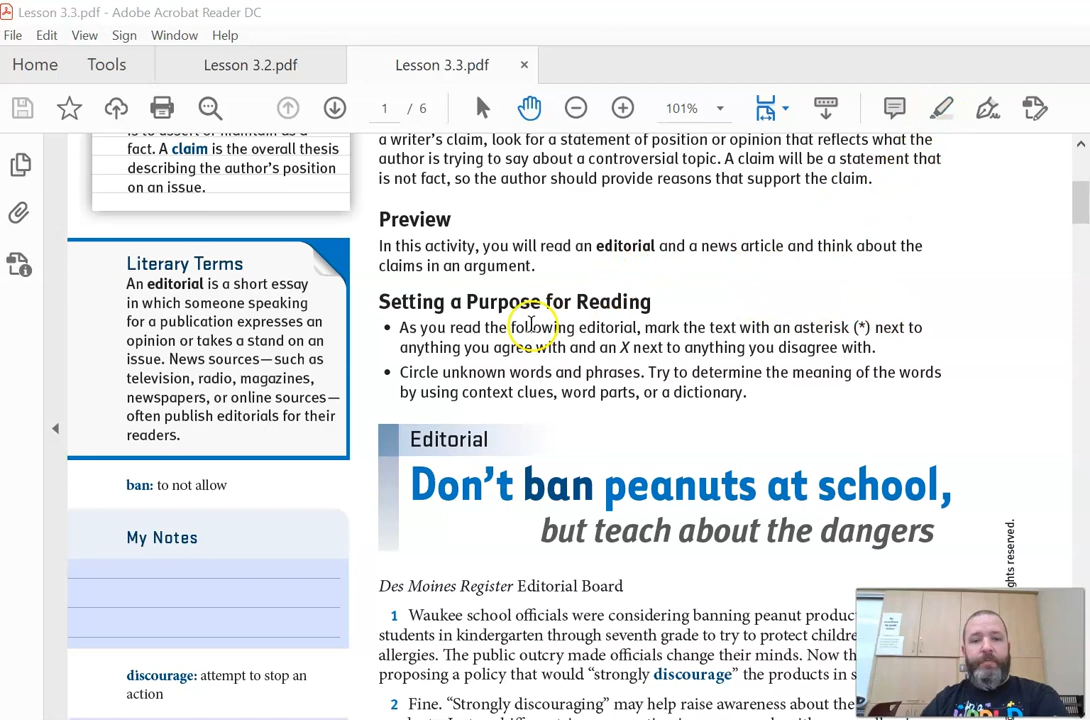 Lesson 3.3.pdf - Adobe Acrobat Reader DC
File Edit View Sign Window Help
Home Tools Lesson 3.2.pdf Lesson 3.3.pdf ×
1 / 6 101%
is to assert or maintain as a
fact. A claim is the overall thesis
describing the author's position
on an issue.
Literary Terms
An editorial is a short essay
in which someone speaking
for a publication expresses an
opinion or takes a stand on an
issue. News sources—such as
television, radio, magazines,
newspapers, or online sources—
often publish editorials for their
readers.
ban: to not allow
My Notes
discourage: attempt to stop an
action
a writer's claim, look for a statement of position or opinion that reflects what the
author is trying to say about a controversial topic. A claim will be a statement that
is not fact, so the author should provide reasons that support the claim.
Preview
In this activity, you will read an editorial and a news article and think about the
claims in an argument.
Setting a Purpose for Reading
• As you read the following editorial, mark the text with an asterisk (*) next to
anything you agree with and an X next to anything you disagree with.
• Circle unknown words and phrases. Try to determine the meaning of the words
by using context clues, word parts, or a dictionary.
Editorial
Don't ban peanuts at school,
but teach about the dangers
Des Moines Register Editorial Board
1 Waukee school officials were considering banning peanut produc
students in kindergarten through seventh grade to try to protect childre
allergies. The public outcry made officials change their minds. Now th
proposing a policy that would "strongly discourage" the products in s
2 Fine. "Strongly discouraging" may help raise awareness about the
ghts reserved.